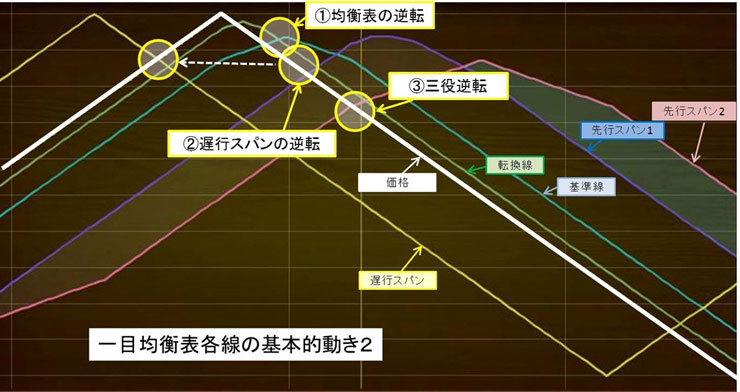 ①均衡表の逆転
②遅行スパンの逆転
③三役逆転
先行スパン2
先行スパン1
転換線
基準線
価格
遅行スパン
一目均衡表各線の基本的動き2